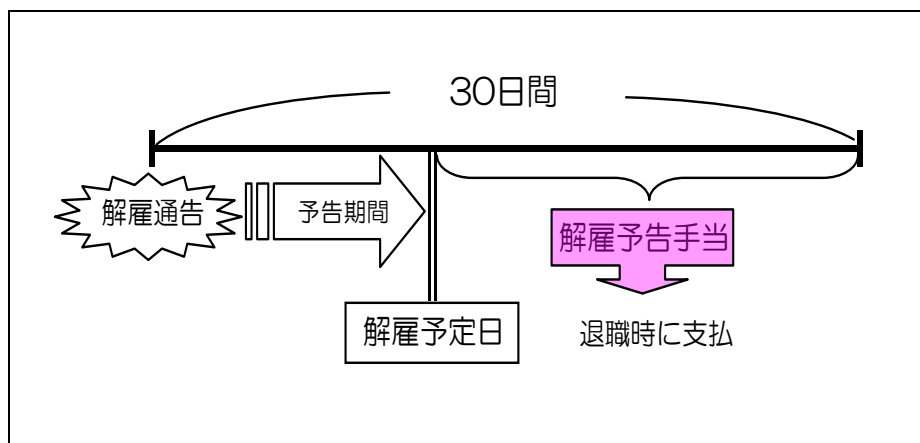 30日間
解雇通告
予告期間
解雇予告手当
解雇予定日
退職時に支払